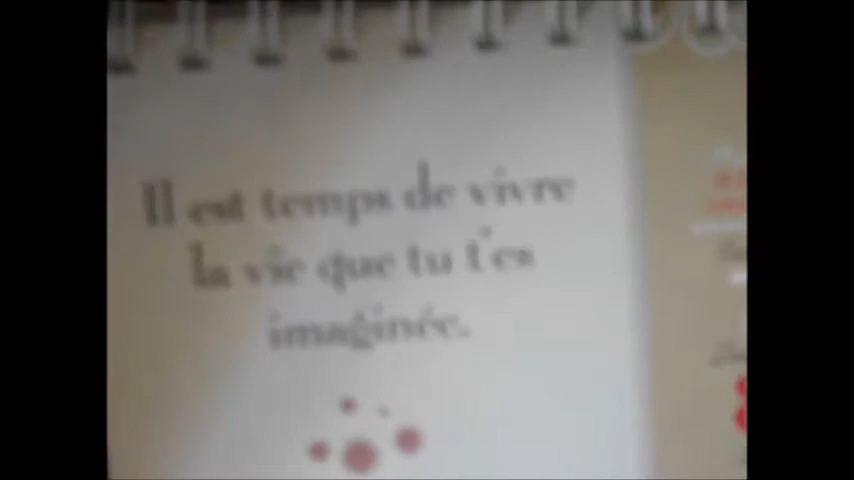 Il est temps de vivre
la vie que tu t'es
imaginée.